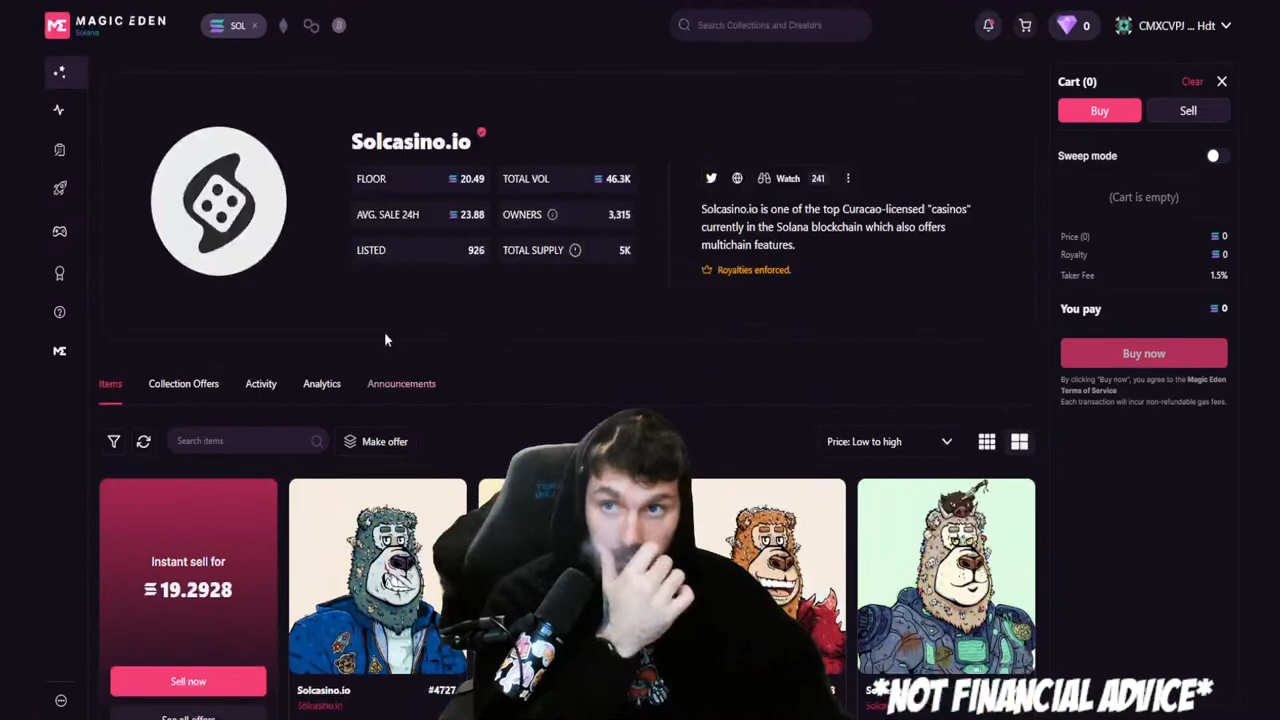 MAGIC EDEN
Solana
SOL ×
Search Collections and Creators
0
CMXCVPJ ... Hdt
Solcasino.io
FLOOR 20.49
TOTAL VOL 46.3K
AVG. SALE 24H 23.88
OWNERS 3,315
LISTED 926
TOTAL SUPPLY 5K
Watch 241
Solcasino.io is one of the top Curacao-licensed "casinos"
currently in the Solana blockchain which also offers
multichain features.
Royalties enforced.
Cart (0)
Clear
Buy
Sell
Sweep mode
(Cart is empty)
Price (0) 0
Royalty 0
Taker Fee 1.5%
You pay 0
Buy now
By clicking "Buy now", you agree to the Magic Eden
Terms of Service
Each transaction will incur non-refundable gas fees.
Items
Collection Offers
Activity
Analytics
Announcements
Search items
Make offer
Price: Low to high
Instant sell for
19.2928
Sell now
See all offers
Solcasino.io #4727
Solcasino.io
*NOT FINANCIAL ADVICE*
ME